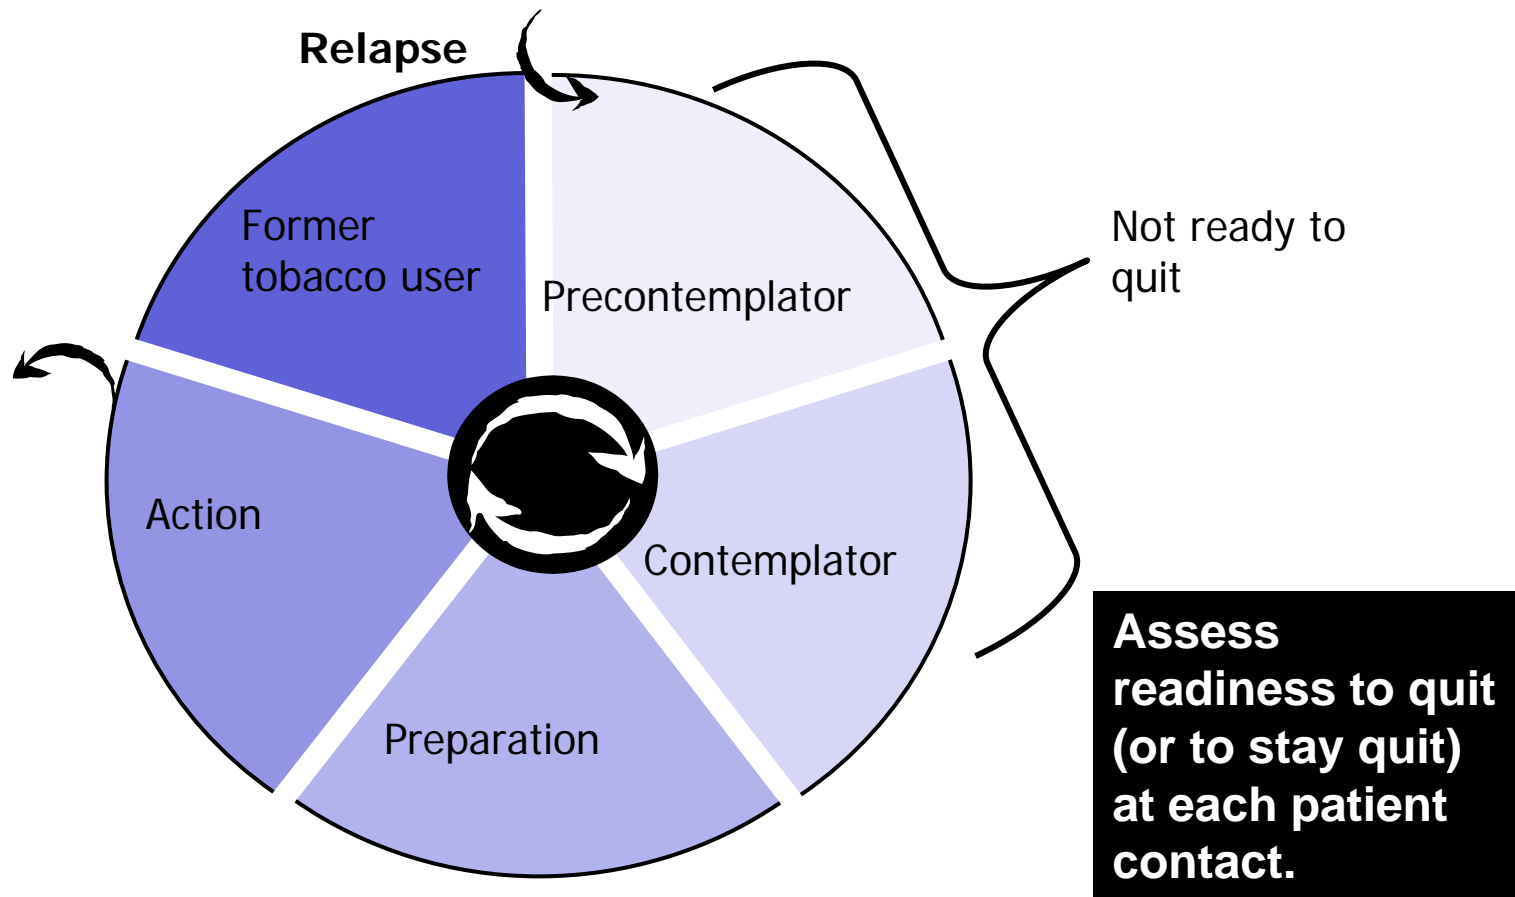 Relapse
Former
tobacco user
Precontemplator
Not ready to
quit
Action
Contemplator
Preparation
Assess
readiness to quit
(or to stay quit)
at each patient
contact.